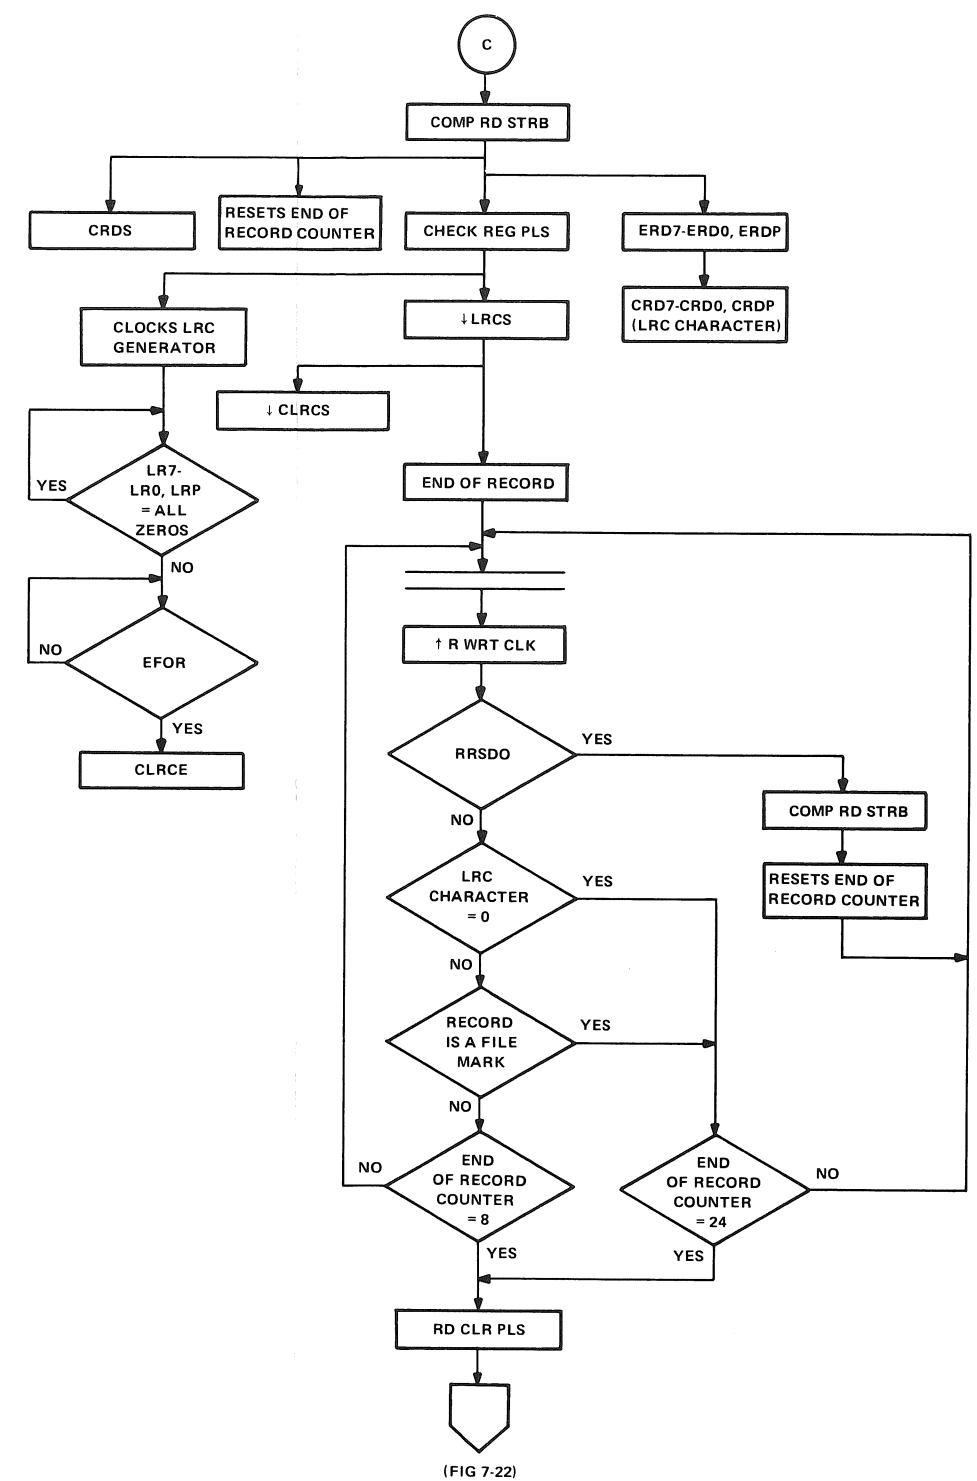 C
COMP RD STRB
CRDS
RESETS END OF
RECORD COUNTER
CHECK REG PLS
ERD7-ERD0, ERDP
CRD7-CRD0, CRDP
(LRC CHARACTER)
CLOCKS LRC
GENERATOR
↓ LRCS
↓ CLRCS
YES
LR7-
LR0, LRP
= ALL
ZEROS
NO
END OF RECORD
NO
EFOR
YES
CLRCE
↑ R WRT CLK
RRSDO
YES
NO
COMP RD STRB
RESETS END OF
RECORD COUNTER
LRC
CHARACTER
= 0
YES
NO
RECORD
IS A FILE
MARK
YES
NO
NO
END
OF RECORD
COUNTER
= 8
YES
END
OF RECORD
COUNTER
= 24
NO
YES
RD CLR PLS
(FIG 7-22)